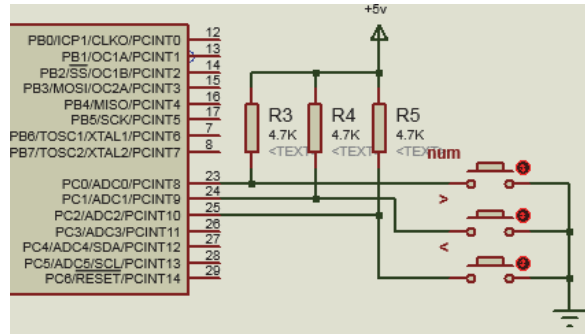 +5v
PB0/ICP1/CLKO/PCINT0 12
PB1/OC1A/PCINT1 13
PB2/SS/OC1B/PCINT2 14
PB3/MOSI/OC2A/PCINT3 15
PB4/MISO/PCINT4 16
PB5/SCK/PCINT5 17
PB6/TOSC1/XTAL1/PCINT6 7
PB7/TOSC2/XTAL2/PCINT7 8
R3
4.7K
<TEXT>
R4
4.7K
<TEXT>
R5
4.7K
<TEXT>
num
PC0/ADC0/PCINT8 23
PC1/ADC1/PCINT9 24
PC2/ADC2/PCINT10 25
PC3/ADC3/PCINT11 26
PC4/ADC4/SDA/PCINT12 27
PC5/ADC5/SCL/PCINT13 28
PC6/RESET/PCINT14 29
>
<